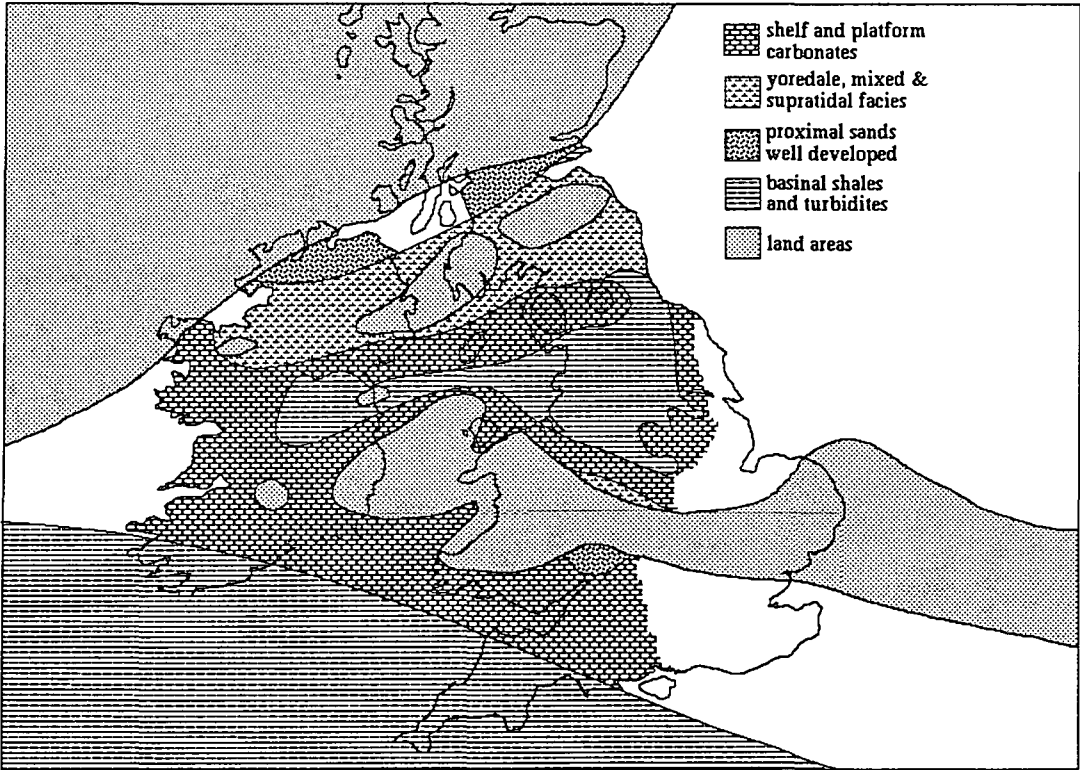 shelf and platform
carbonates
yoredale, mixed &
supratidal facies
proximal sands
well developed
basinal shales
and turbidites
land areas